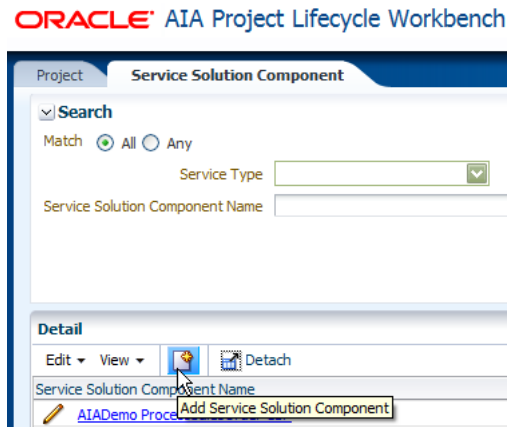 ORACLE AIA Project Lifecycle Workbench
Project Service Solution Component
Search
Match All Any
Service Type
Service Solution Component Name
Detail
Edit View Detach
Service Solution Component Name
AIADemo
Add Service Solution Component